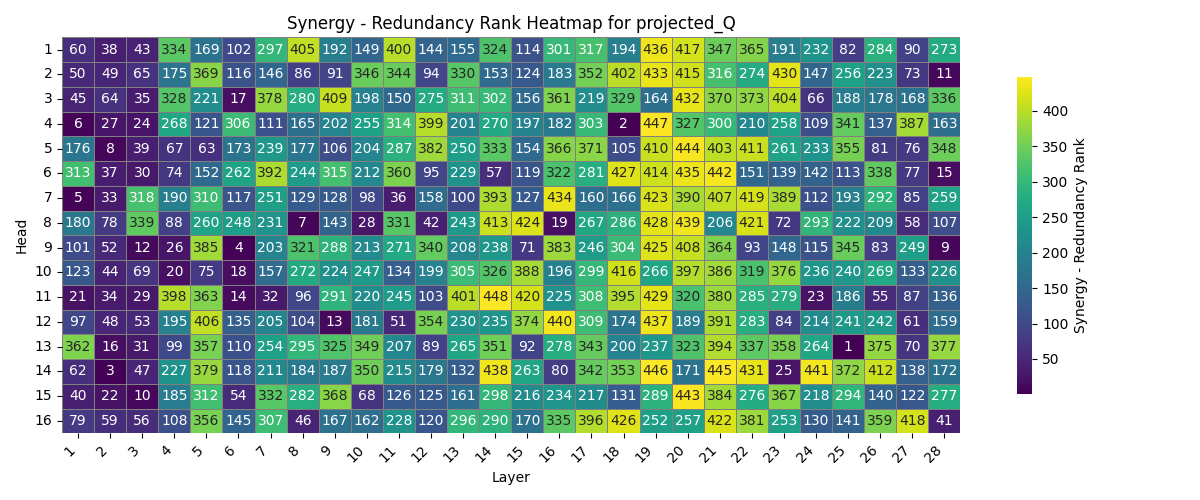 Synergy - Redundancy Rank Heatmap for projected_Q
1 60 38 43 334 169 102 297 405 192 149 400 144 155 324 114 301 317 194 436 417 347 365 191 232 82 284 90 273
2 50 49 65 175 369 116 146 86 91 346 344 94 330 153 124 183 352 402 433 415 316 274 430 147 256 223 73 11
3 45 64 35 328 221 17 378 280 409 198 150 275 311 302 156 361 219 329 164 432 370 373 404 66 188 178 168 336
4 6 27 24 268 121 306 111 165 202 255 314 399 201 270 197 182 303 2 447 327 300 210 258 109 341 137 387 163
5 176 8 39 67 63 173 239 177 106 204 287 382 250 333 154 366 371 105 410 444 403 411 261 233 355 81 76 348
6 313 37 30 74 152 262 392 244 315 212 360 95 229 57 119 322 281 427 414 435 442 151 139 142 113 338 77 15
7 5 33 318 190 310 117 251 129 128 98 36 158 100 393 127 434 160 166 423 390 407 419 389 112 193 292 85 259
8 180 78 339 88 260 248 231 7 143 28 331 42 243 413 424 19 267 286 428 439 206 421 72 293 222 209 58 107
9 101 52 12 26 385 4 203 321 288 213 271 340 208 238 71 383 246 304 425 408 364 93 148 115 345 83 249 9
10 123 44 69 20 75 18 157 272 224 247 134 199 305 326 388 196 299 416 266 397 386 319 376 236 240 269 133 226
11 21 34 29 398 363 14 32 96 291 220 245 103 401 448 420 225 308 395 429 320 380 285 279 23 186 55 87 136
12 97 48 53 195 406 135 205 104 13 181 51 354 230 235 374 440 309 174 437 189 391 283 84 214 241 242 61 159
13 362 16 31 99 357 110 254 295 325 349 207 89 265 351 92 278 343 200 237 323 394 337 358 264 1 375 70 377
14 62 3 47 227 379 118 211 184 187 350 215 179 132 438 263 80 342 353 446 171 445 431 25 441 372 412 138 172
15 40 22 10 185 312 54 332 282 368 68 126 125 161 298 216 234 217 131 289 443 384 276 367 218 294 140 122 277
16 79 59 56 108 356 145 307 46 167 162 228 120 296 290 170 335 396 426 252 257 422 381 253 130 141 359 418 41
1 2 3 4 5 6 7 8 9 10 11 12 13 14 15 16 17 18 19 20 21 22 23 24 25 26 27 28
Layer
Head
400
350
300
250
200
150
100
50
Synergy - Redundancy Rank